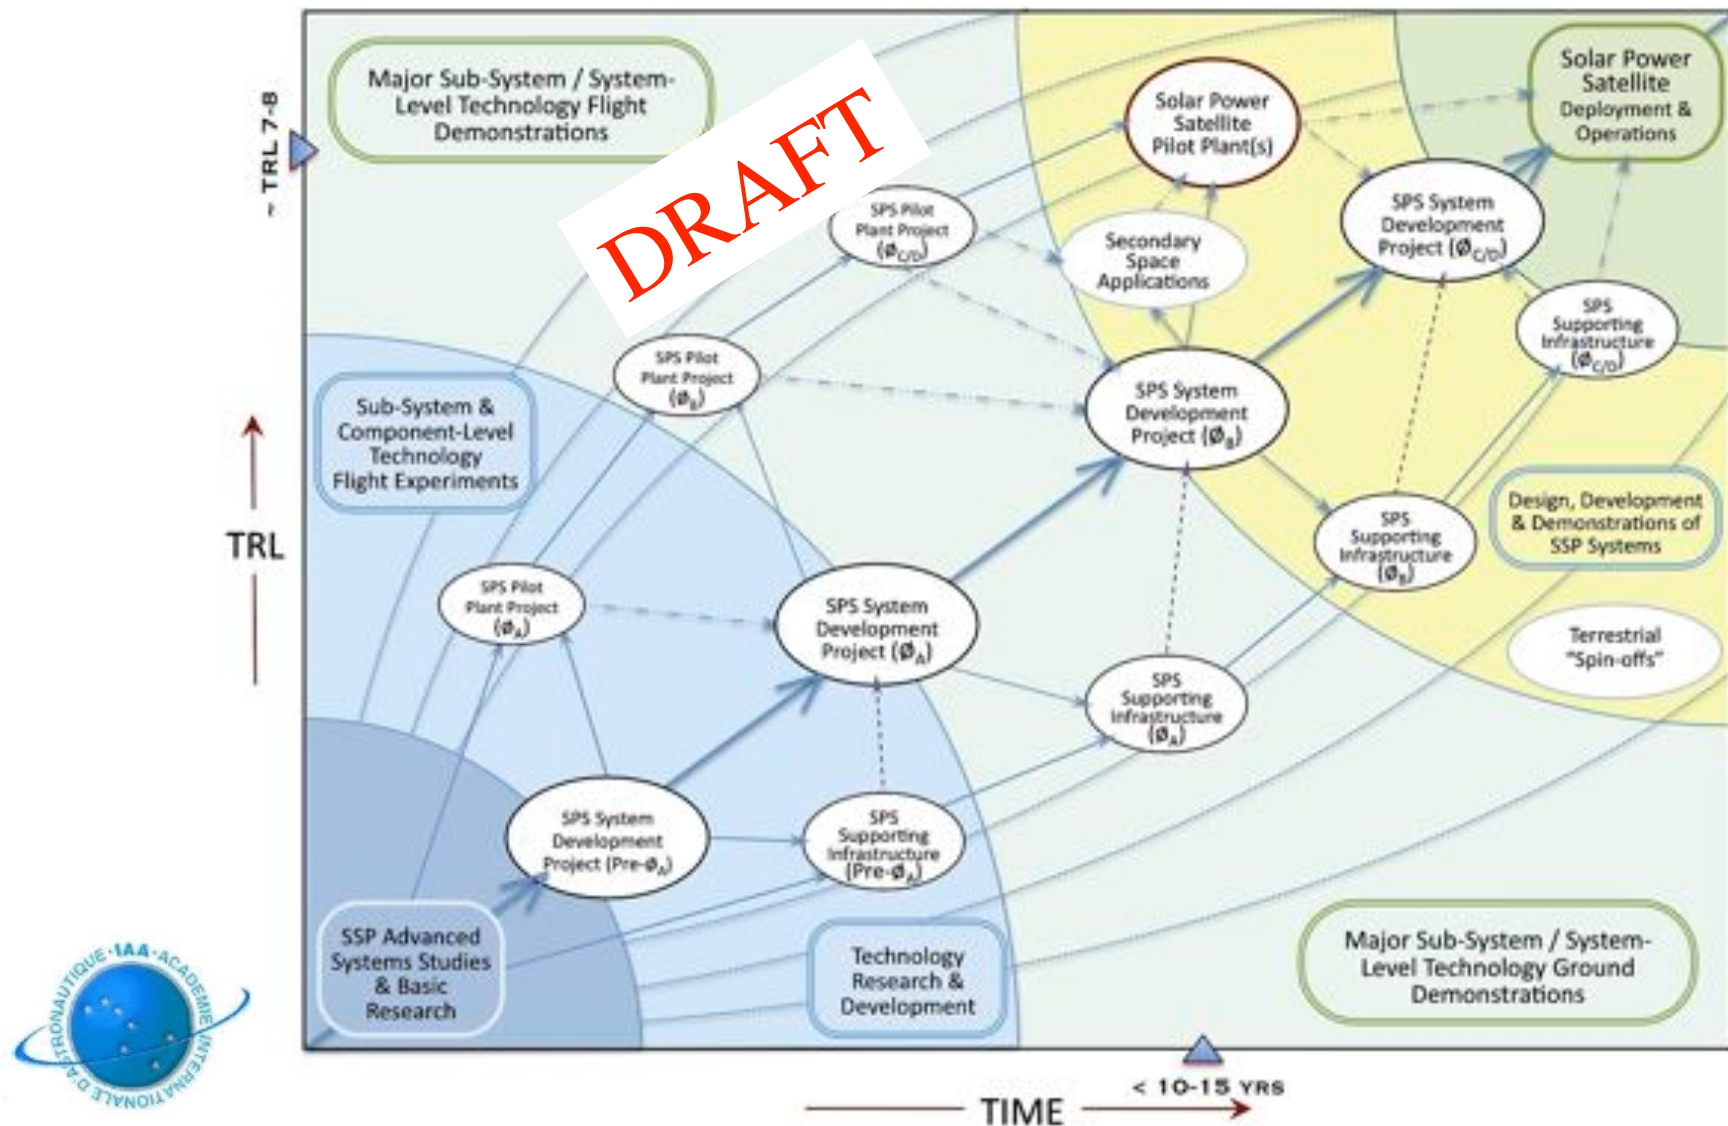 Major Sub-System / System-
Level Technology Flight
Demonstrations
DRAFT
Solar Power
Satellite
Pilot Plant(s)
Solar Power
Satellite
Deployment &
Operations
~ TRL 7-8
SPS Pilot
Plant Project
(Ø_C/D)
Secondary
Space
Applications
SPS System
Development
Project (Ø_C/D)
SPS
Supporting
Infrastructure
(Ø_C/D)
SPS Pilot
Plant Project
(Ø_B)
SPS System
Development
Project (Ø_B)
Sub-System &
Component-Level
Technology
Flight Experiments
SPS
Supporting
Infrastructure
(Ø_B)
Design, Development
& Demonstrations of
SSP Systems
TRL
SPS Pilot
Plant Project
(Ø_A)
SPS System
Development
Project (Ø_A)
Terrestrial
"Spin-offs"
SPS
Supporting
Infrastructure
(Ø_A)
SPS System
Development
Project (Pre-Ø_A)
SPS
Supporting
Infrastructure
(Pre-Ø_A)
SSP Advanced
Systems Studies
& Basic
Research
Technology
Research &
Development
Major Sub-System / System-
Level Technology Ground
Demonstrations
IAA·ACADEMIE INTERNATIONALE D'ASTRONAUTIQUE·
< 10-15 YRS
TIME